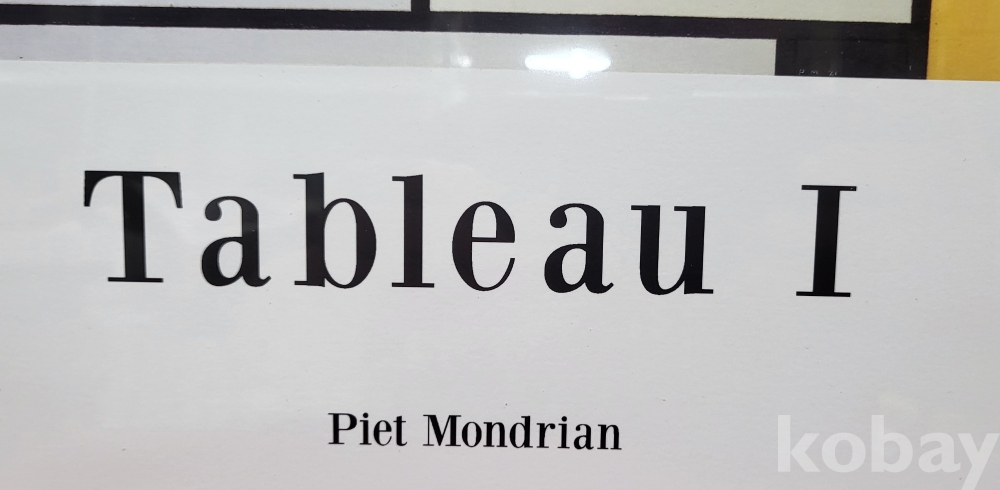 Tableau I
Piet Mondrian
kobay